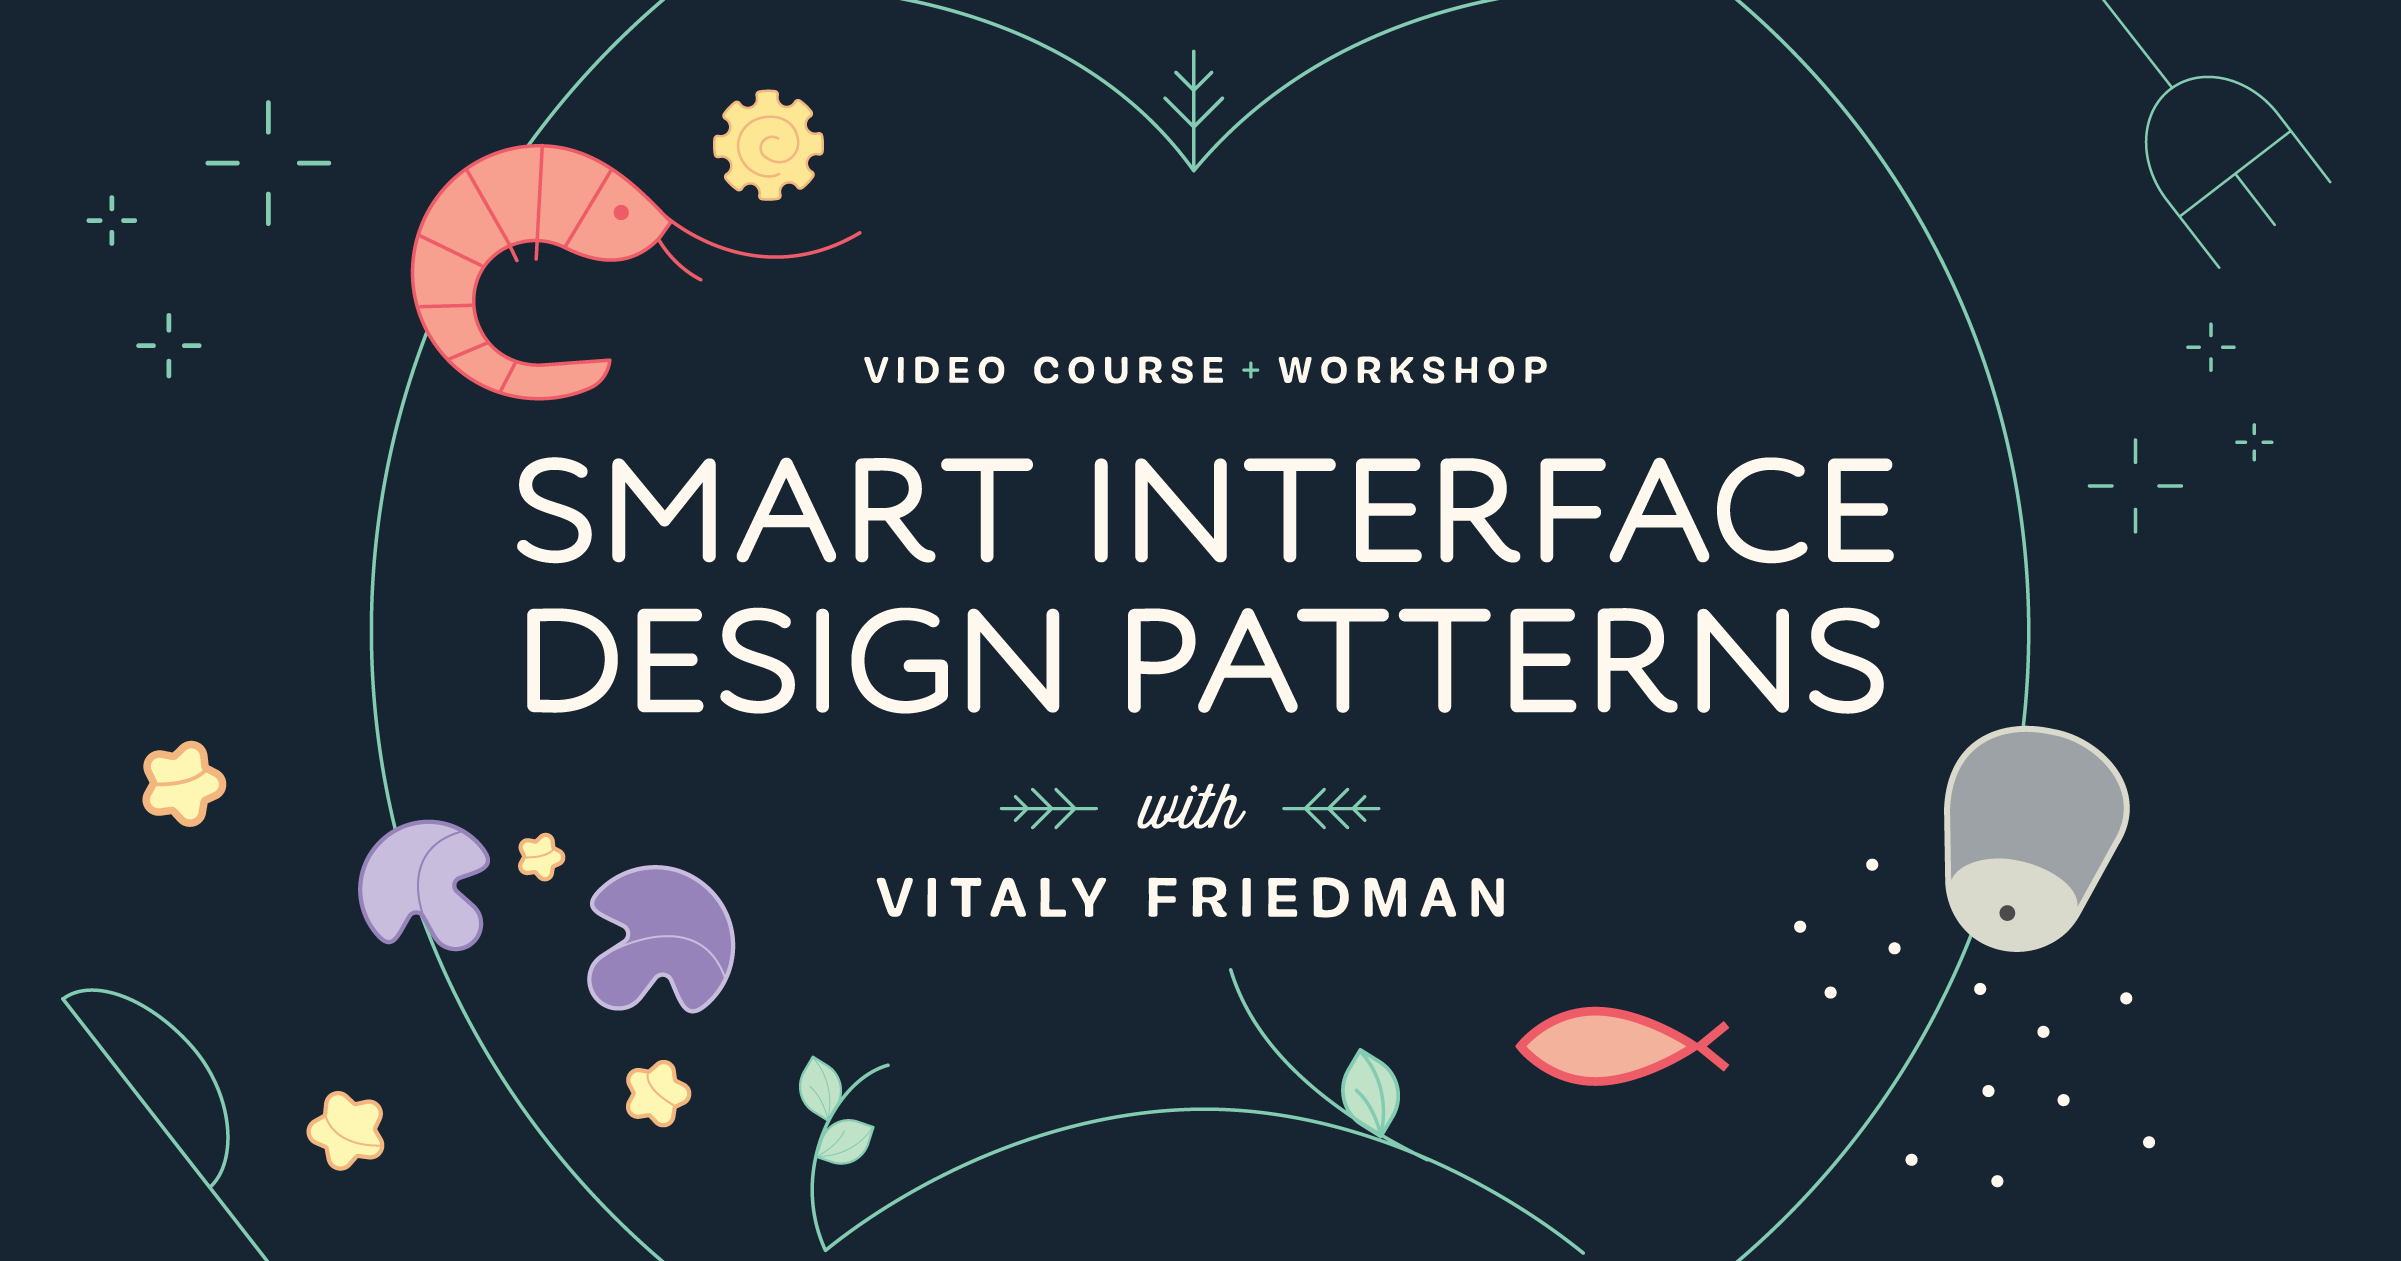 VIDEO COURSE + WORKSHOP
SMART INTERFACE
DESIGN PATTERNS
with
VITALY FRIEDMAN